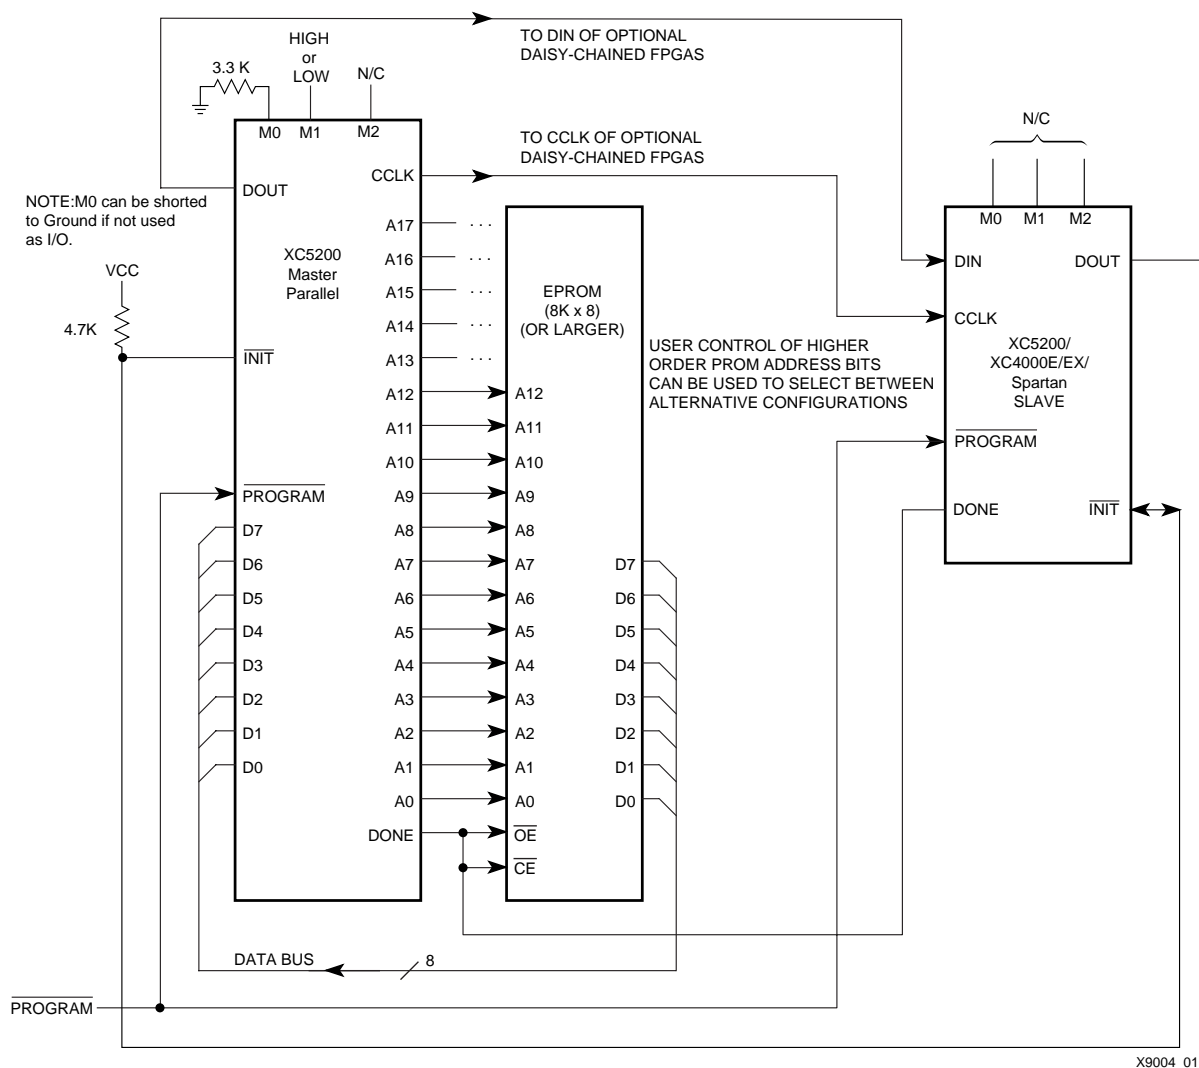 TO DIN OF OPTIONAL
DAISY-CHAINED FPGAS
HIGH
or
LOW
3.3 K
N/C
M0
M1
M2
TO CCLK OF OPTIONAL
DAISY-CHAINED FPGAS
N/C
NOTE:M0 can be shorted
to Ground if not used
as I/O.
VCC
4.7K
DOUT
INIT
PROGRAM
D7
D6
D5
D4
D3
D2
D1
D0
XC5200
Master
Parallel
CCLK
A17
. . .
A16
. . .
A15
. . .
A14
. . .
A13
. . .
A12
A11
A10
A9
A8
A7
A6
A5
A4
A3
A2
A1
A0
DONE
EPROM
(8K x 8)
(OR LARGER)
A12
A11
A10
A9
A8
A7
A6
A5
A4
A3
A2
A1
A0
OE
CE
D7
D6
D5
D4
D3
D2
D1
D0
USER CONTROL OF HIGHER
ORDER PROM ADDRESS BITS
CAN BE USED TO SELECT BETWEEN
ALTERNATIVE CONFIGURATIONS
M0
M1
M2
DIN
DOUT
CCLK
XC5200/
XC4000E/EX/
Spartan
SLAVE
PROGRAM
DONE
INIT
DATA BUS
8
PROGRAM
X9004 01